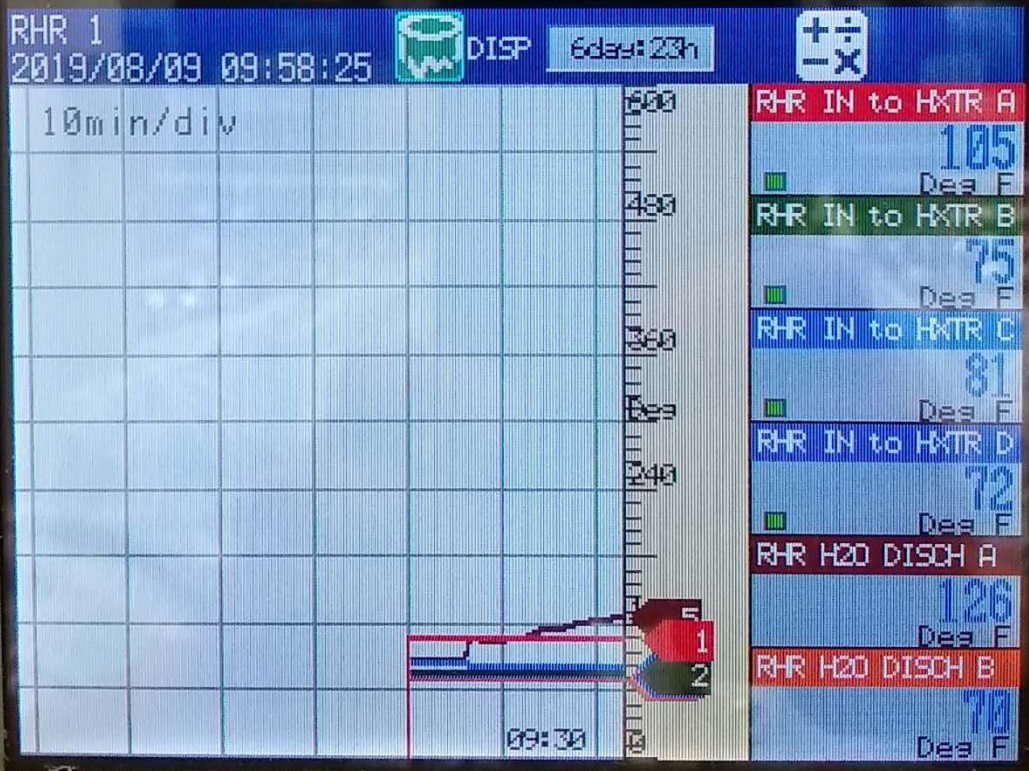 RHR 1
2019/08/09 09:58:25
DISP
6day:23h
+ ÷
− ×
10min/div
600
480
360
Deg
240
0
5
1
2
09:30
RHR IN to HXTR A
105
Deg F
RHR IN to HXTR B
75
Deg F
RHR IN to HXTR C
81
Deg F
RHR IN to HXTR D
72
Deg F
RHR H2O DISCH A
126
Deg F
RHR H2O DISCH B
70
Deg F